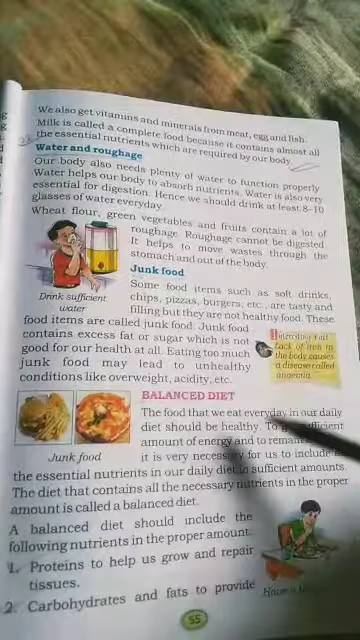 We also get vitamins and minerals from meat, egg and fish.
Milk is called a complete food because it contains almost all
the essential nutrients which are required by our body.
Water and roughage
Our body also needs plenty of water to function properly
Water helps our body to absorb nutrients. Water is also very
essential for digestion. Hence we should drink at least 8-10
glasses of water everyday.
Wheat flour, green vegetables and fruits contain a lot of
roughage. Roughage cannot be digested
It helps to move wastes through the
stomach and out of the body.
Drink sufficient
water
Junk food
Some food items such as soft drinks,
chips, pizzas, burgers, etc., are tasty and
filling but they are not healthy food. These
food items are called junk food. Junk food
contains excess fat or sugar which is not
good for our health at all. Eating too much
junk food may lead to unhealthy
conditions like overweight, acidity, etc.
Fact
Lack of iron in
the body causes
a disease called
anaemia.
Junk food
BALANCED DIET
The food that we eat everyday in our daily
diet should be healthy. To
amount of energy and to
it is very necessary for us to include
the essential nutrients in our daily diet in sufficient amounts.
The diet that contains all the necessary nutrients in the proper
amount is called a balanced diet.
A balanced diet should include the
following nutrients in the proper amount.
1. Proteins to help us grow and repair
tissues.
2. Carbohydrates and fats to provide
Have a
55